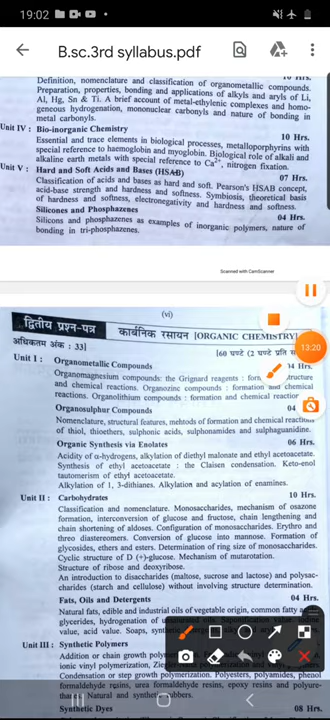 19:02
B.sc.3rd syllabus.pdf
10 Hrs.
Definition, nomenclature and classification of organometallic compounds.
Preparation, properties, bonding and applications of alkyls and aryls of Li,
Al, Hg, Sn & Ti. A brief account of metal-ethylenic complexes and homo-
geneous hydrogenation, mononuclear carbonyls and nature of bonding in
metal carbonyls.
Unit IV : Bio-inorganic Chemistry
10 Hrs.
Essential and trace elements in biological processes, metalloporphyrins with
special reference to haemoglobin and myoglobin. Biological role of alkali and
alkaline earth metals with special reference to Ca2+, nitrogen fixation.
Unit V : Hard and Soft Acids and Bases (HSAB)
07 Hrs.
Classification of acids and bases as hard and soft. Pearson's HSAB concept,
acid-base strength and hardness and softness. Symbiosis, theoretical basis
of hardness and softness, electronegativity and hardness and softness.
Silicones and Phosphazenes
04 Hrs.
Silicons and phosphazenes as examples of inorganic polymers, nature of
bonding in tri-phosphazenes.
Scanned with CamScanner
(vi)
द्वितीय प्रश्न-पत्र कार्बनिक रसायन [ORGANIC CHEMISTRY]
13:20
अधिकतम अंक : 33] [60 घण्टे (2 घण्टे प्रति
Unit I : Organometallic Compounds
04 Hrs.
Organomagnesium compounds: the Grignard reagents : structure
and chemical reactions. Organozinc compounds : formation and chemical
reactions. Organolithium compounds : formation and chemical reaction
Organosulphur Compounds
04
Nomenclature, structural features, mehtods of formation and chemical reactions
of thiol, thioethers, sulphonic acids, sulphonamides and sulphaguanidine.
Organic Synthesis via Enolates
06 Hrs.
Acidity of α-hydrogens, alkylation of diethyl malonate and ethyl acetoacetate.
Synthesis of ethyl acetoacetate : the Claisen condensation. Keto-enol
tautomerism of ethyl acetoacetate.
Alkylation of 1, 3-dithianes. Alkylation and acylation of enamines.
Unit II : Carbohydrates
10 Hrs.
Classification and nomenclature. Monosaccharides, mechanism of osazone
formation, interconversion of glucose and fructose, chain lengthening and
chain shortening of aldoses. Configuration of monosaccharides. Erythro and
threo diastereomers. Conversion of glucose into mannose. Formation of
glycosides, ethers and esters. Determination of ring size of monosaccharides.
Cyclic structure of D (+)-glucose. Mechanism of mutarotation.
Structure of ribose and deoxyribose.
An introduction to disaccharides (maltose, sucrose and lactose) and polysac-
charides (starch and cellulose) without involving structure determination.
Fats, Oils and Detergents
04 Hrs.
Natural fats, edible and industrial oils of vegetable origin, common fatty
glycerides, hydrogenation of unsaturated oils. Saponification value,
value, acid value. Soaps,
Unit III : Synthetic Polymers
Addition or chain growth
ionic vinyl polymerization,
Condensation or step growth polymerization. Polyesters, polyamides, phenol
formaldehyde resins, urea formaldehyde resins, epoxy resins and polyure-
Natural and synthetic rubbers.
Synthetic Dyes
08 Hrs.